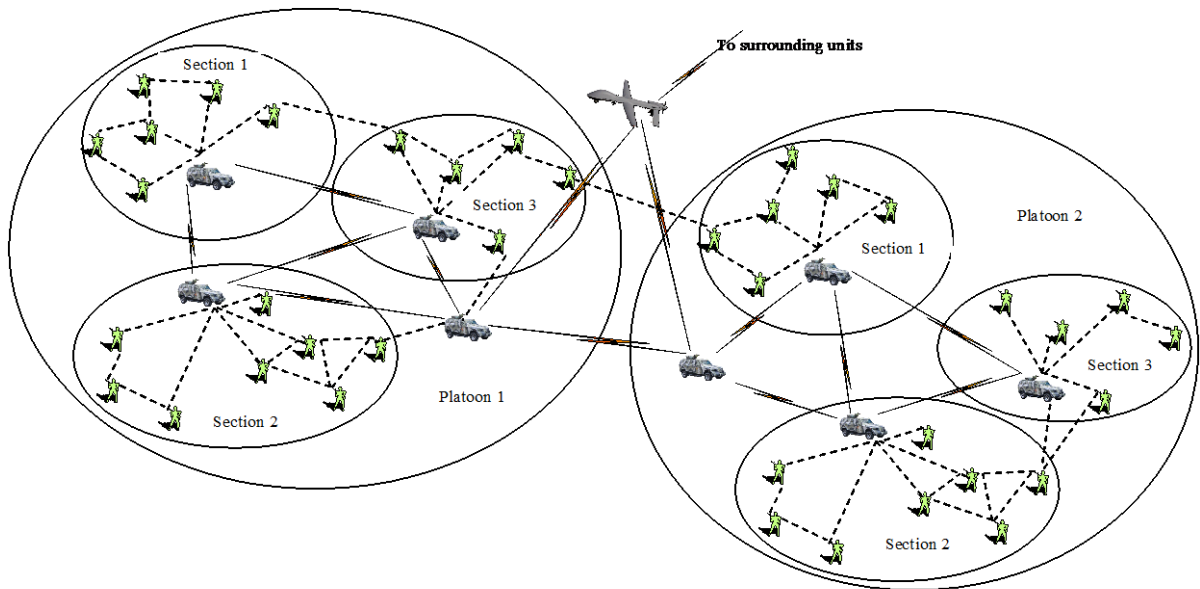 To surrounding units
Section 1
Section 3
Section 2
Platoon 1
Section 1
Platoon 2
Section 3
Section 2